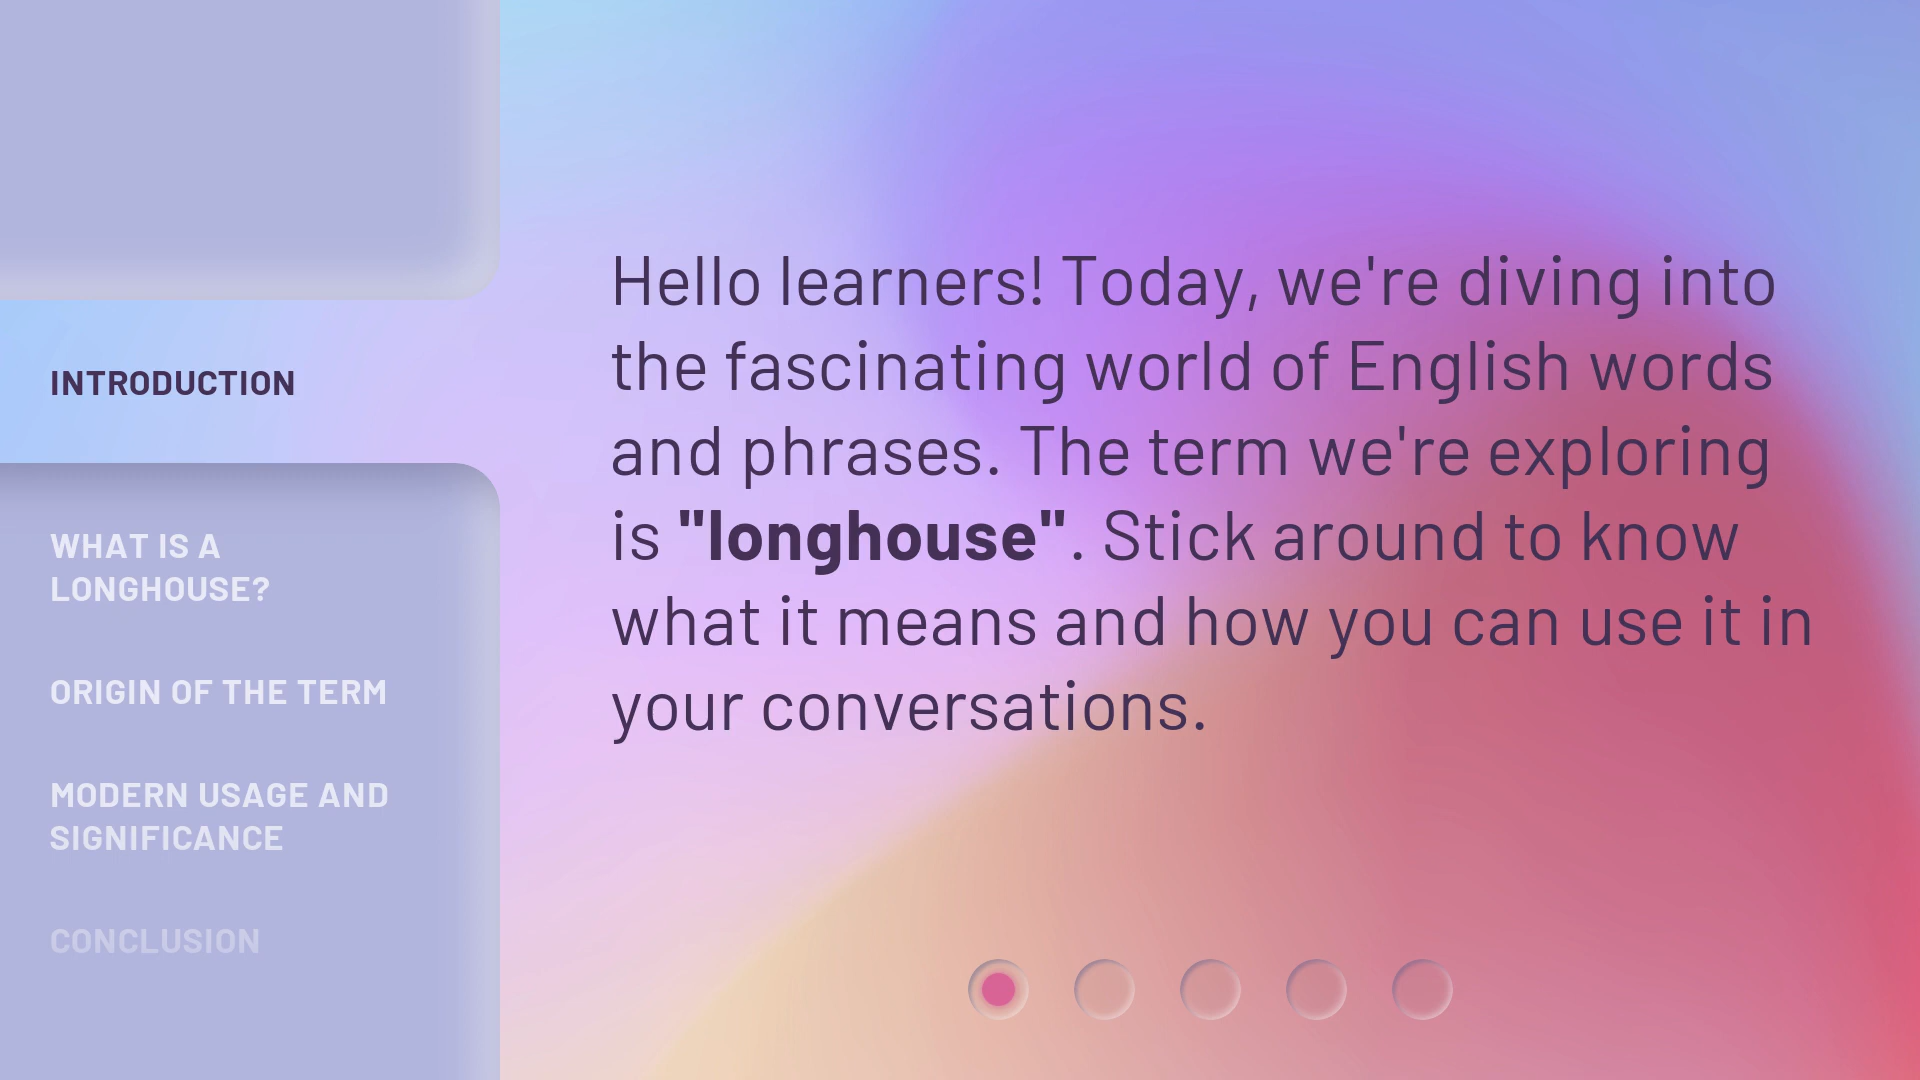 INTRODUCTION
WHAT IS A
LONGHOUSE?
ORIGIN OF THE TERM
MODERN USAGE AND
SIGNIFICANCE
CONCLUSION
Hello learners! Today, we're diving into
the fascinating world of English words
and phrases. The term we're exploring
is "longhouse". Stick around to know
what it means and how you can use it in
your conversations.